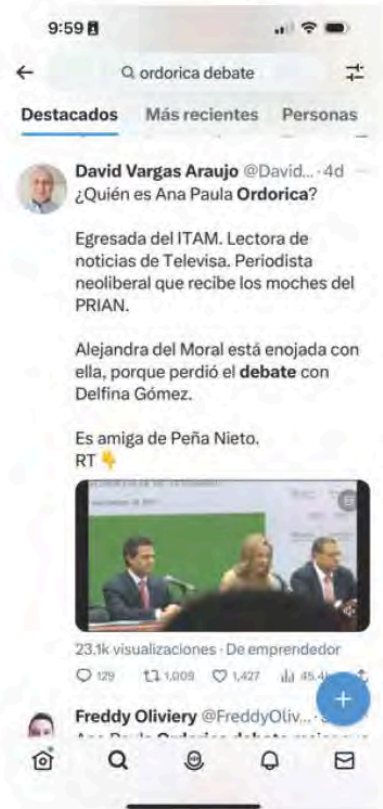 9:59
ordorica debate
Destacados Más recientes Personas
David Vargas Araujo @David... · 4d
¿Quién es Ana Paula Ordorica?
Egresada del ITAM. Lectora de
noticias de Televisa. Periodista
neoliberal que recibe los moches del
PRIAN.
Alejandra del Moral está enojada con
ella, porque perdió el debate con
Delfina Gómez.
Es amiga de Peña Nieto.
RT 👇
23.1k visualizaciones · De emprendedor
129 1,009 1,427 45.4
Freddy Oliviery @FreddyOliv...